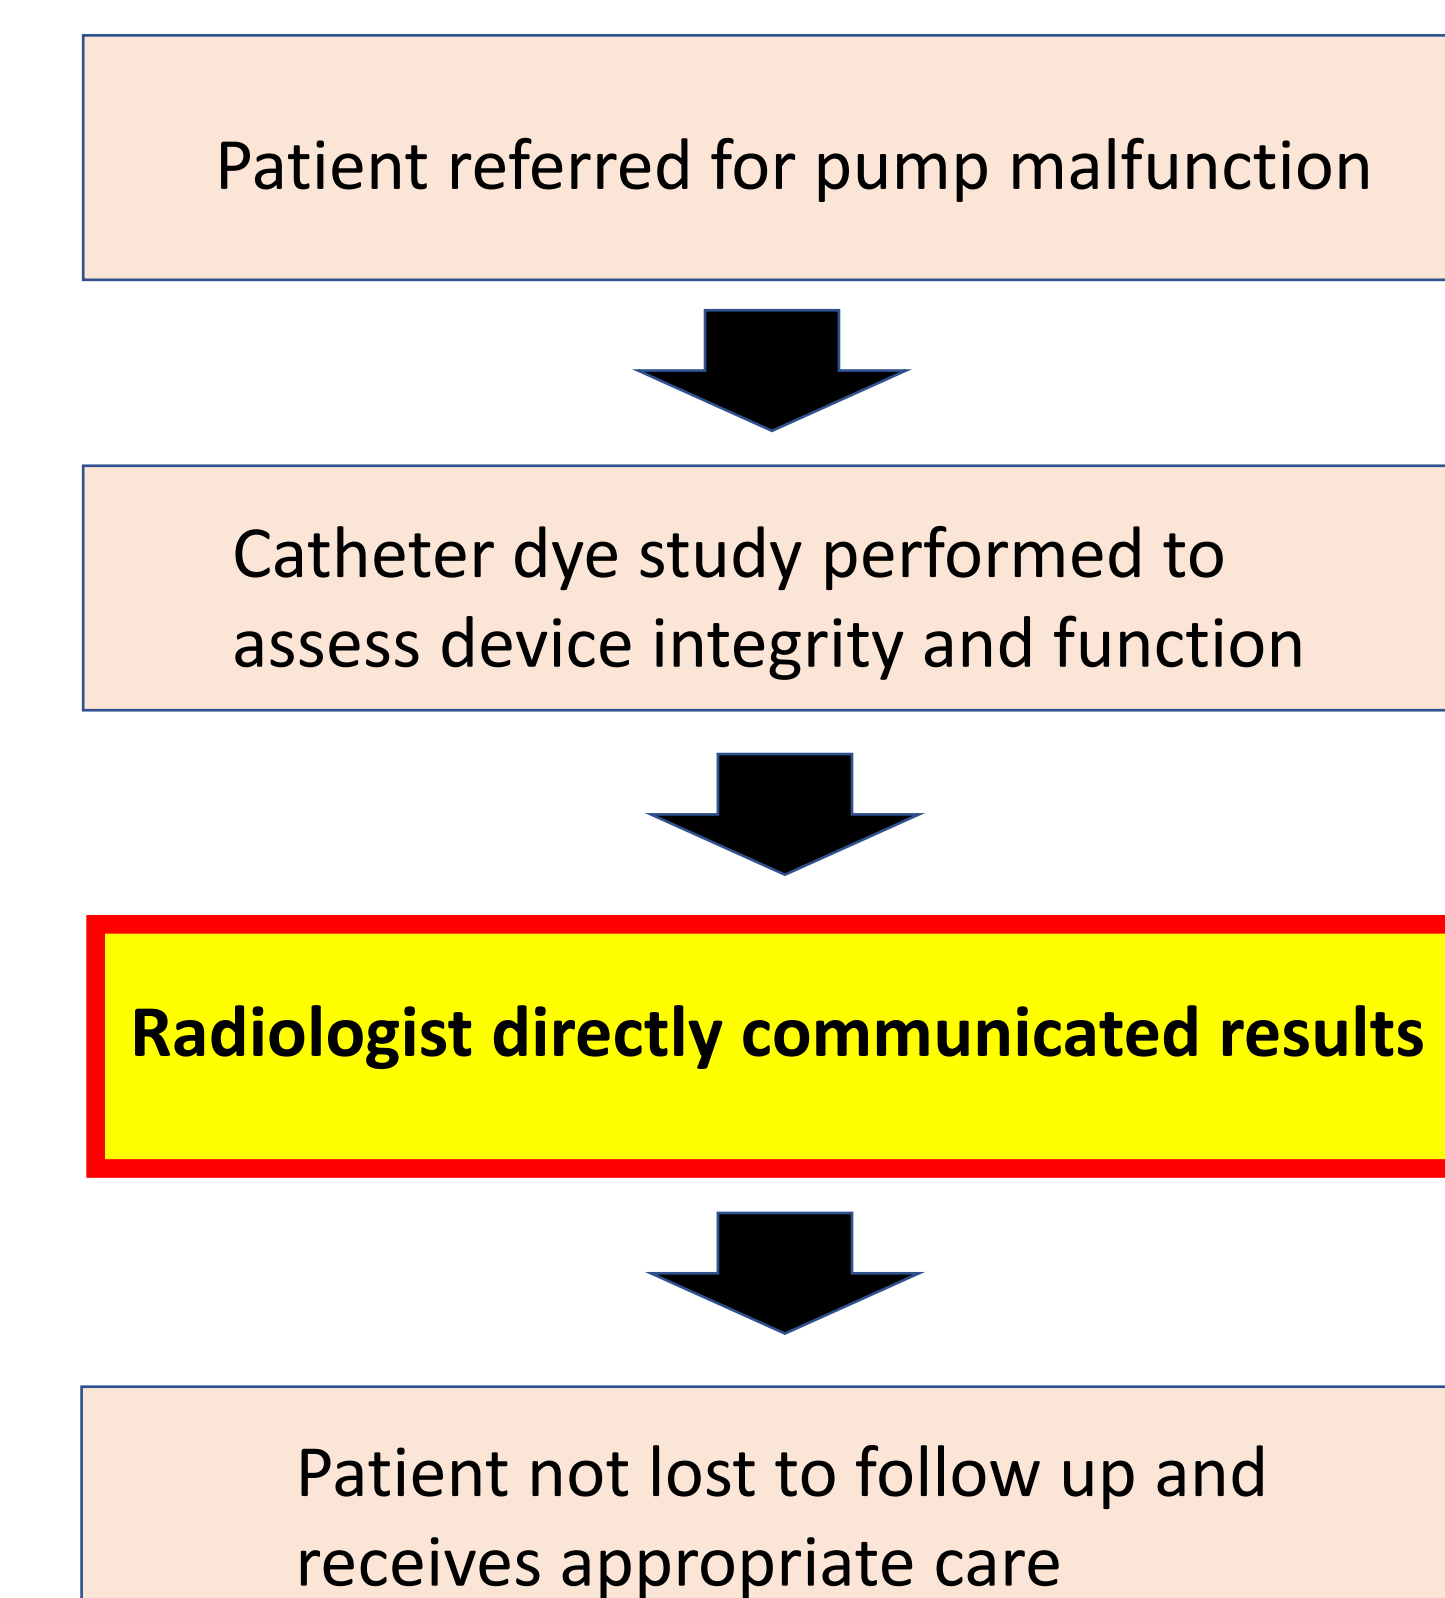 Patient referred for pump malfunction
Catheter dye study performed to
assess device integrity and function
Radiologist directly communicated results
Patient not lost to follow up and
receives appropriate care